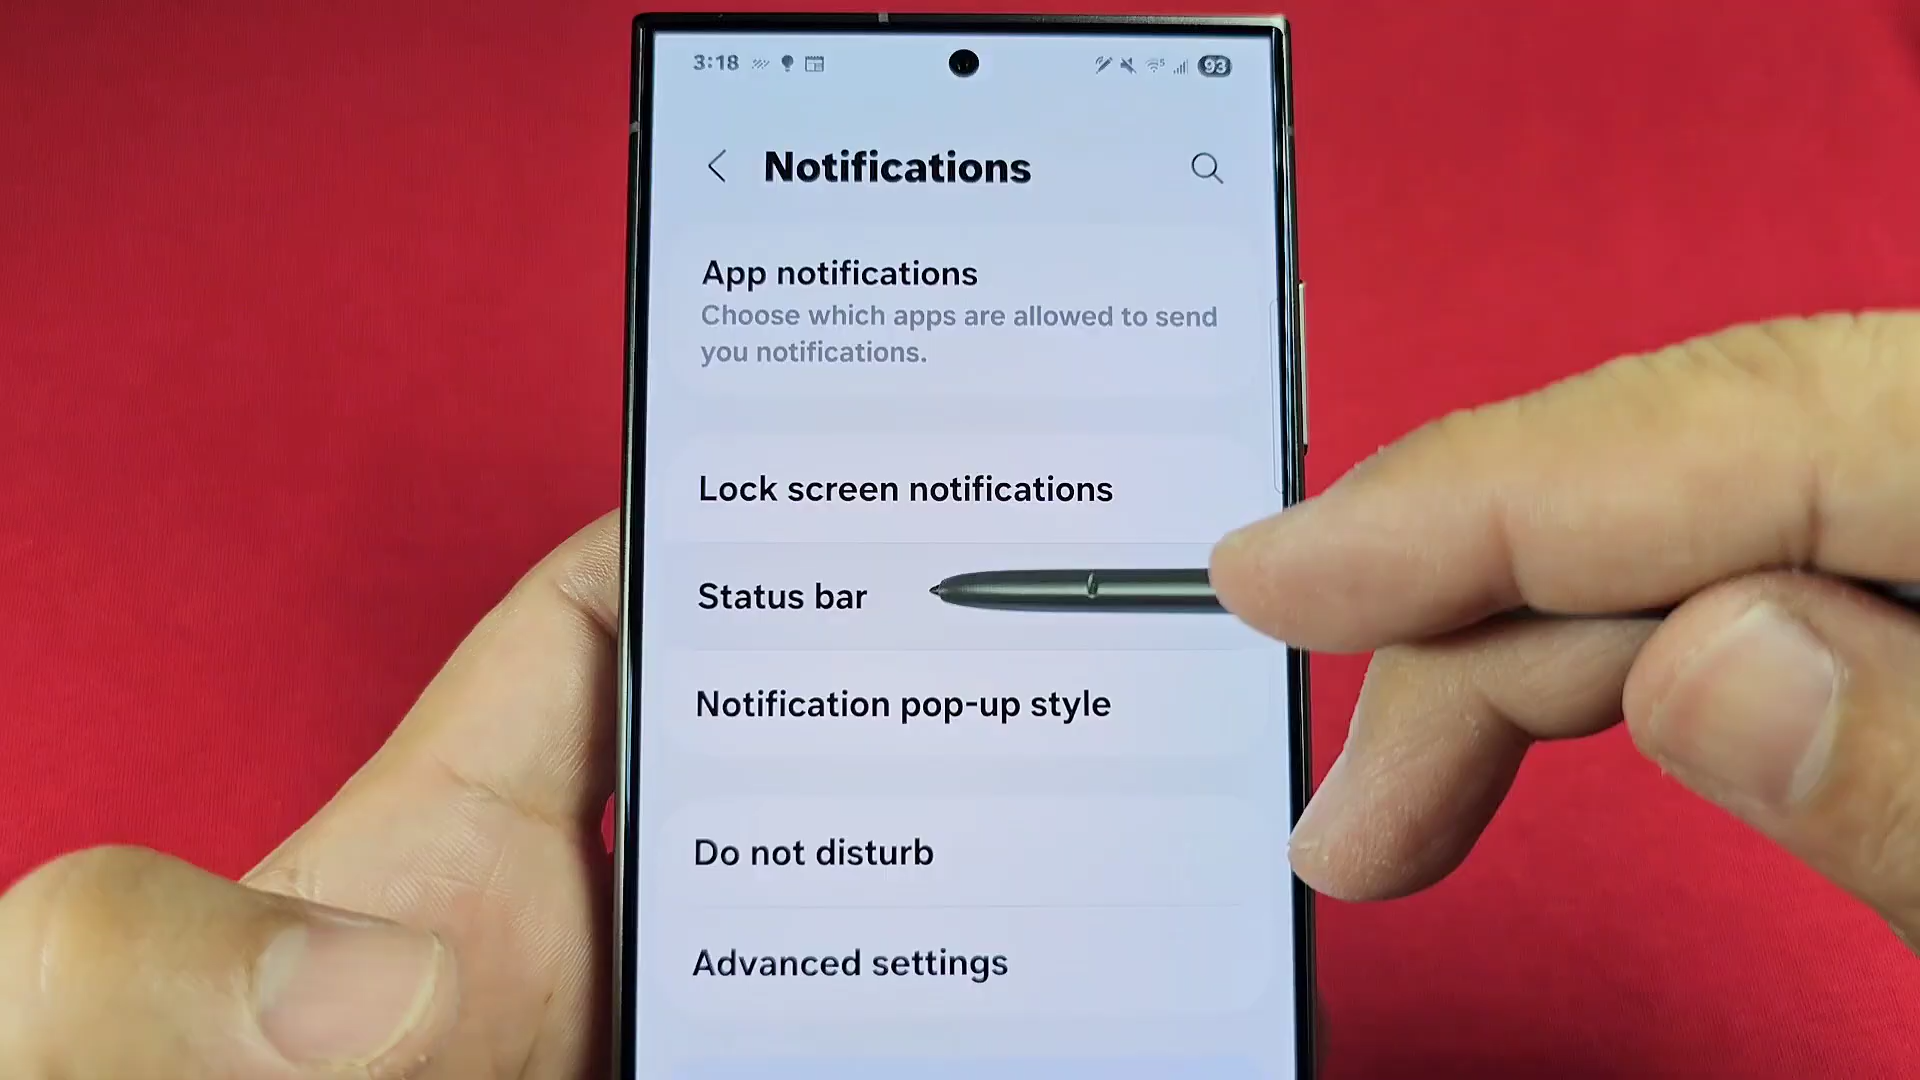 3:18
93
Notifications
App notifications
Choose which apps are allowed to send
you notifications.
Lock screen notifications
Status bar
Notification pop-up style
Do not disturb
Advanced settings